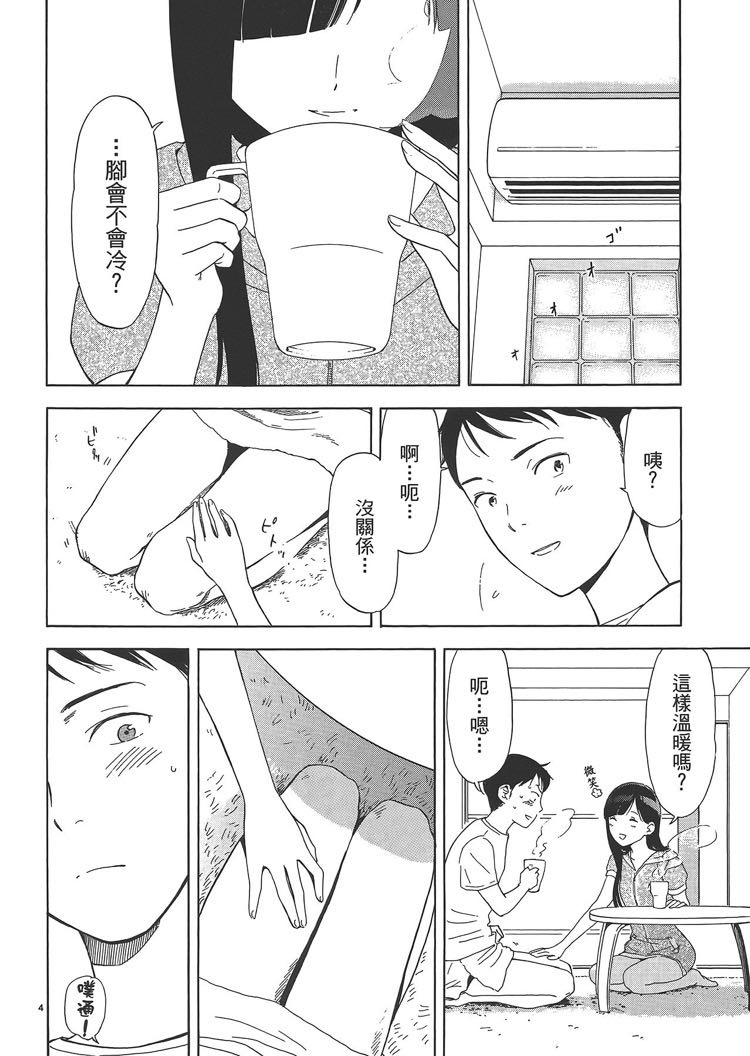 ゴオオオ
…腳會不會冷？
咦？
啊…呃…
沒關係…
ピトッ
ビクッ
這樣溫暖嗎？
微笑
呃…嗯…
噗通！
4